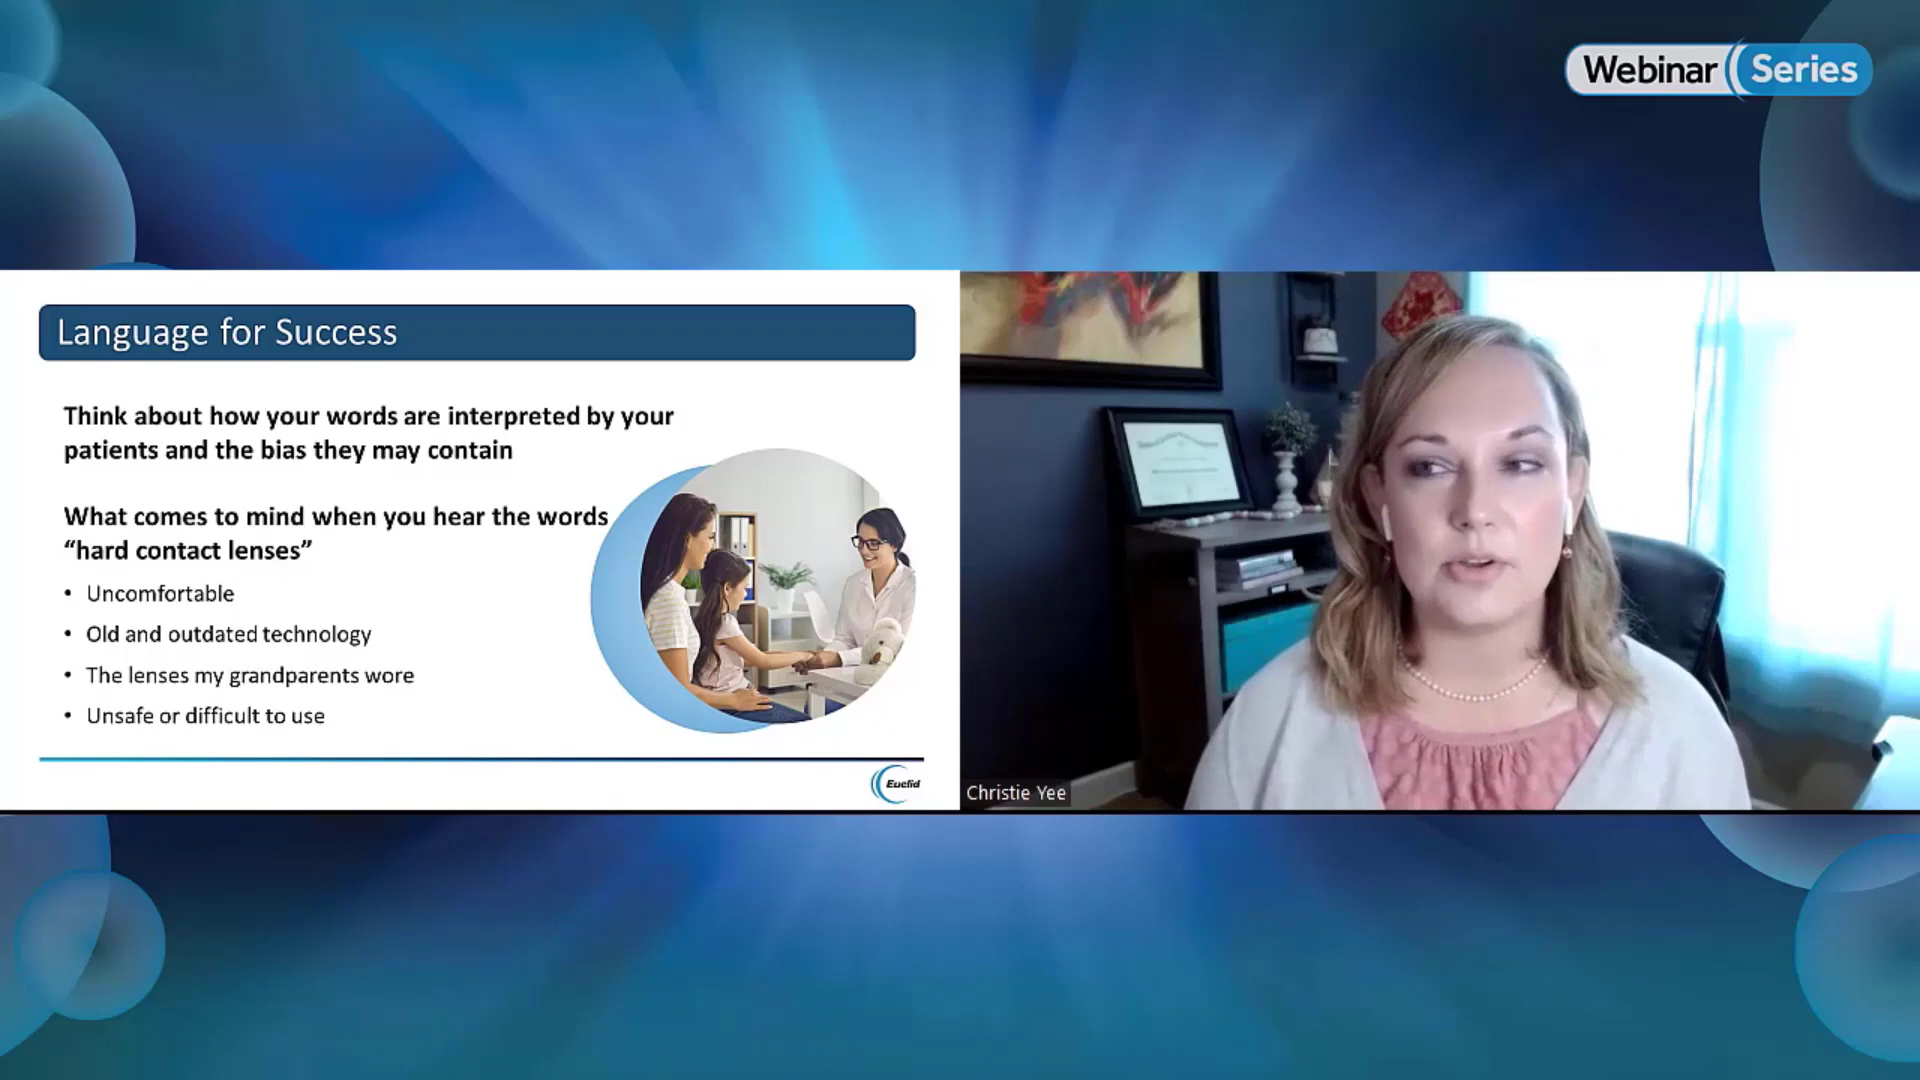 Webinar Series
Language for Success
Think about how your words are interpreted by your
patients and the bias they may contain
What comes to mind when you hear the words
“hard contact lenses”
• Uncomfortable
• Old and outdated technology
• The lenses my grandparents wore
• Unsafe or difficult to use
Euclid
Christie Yee